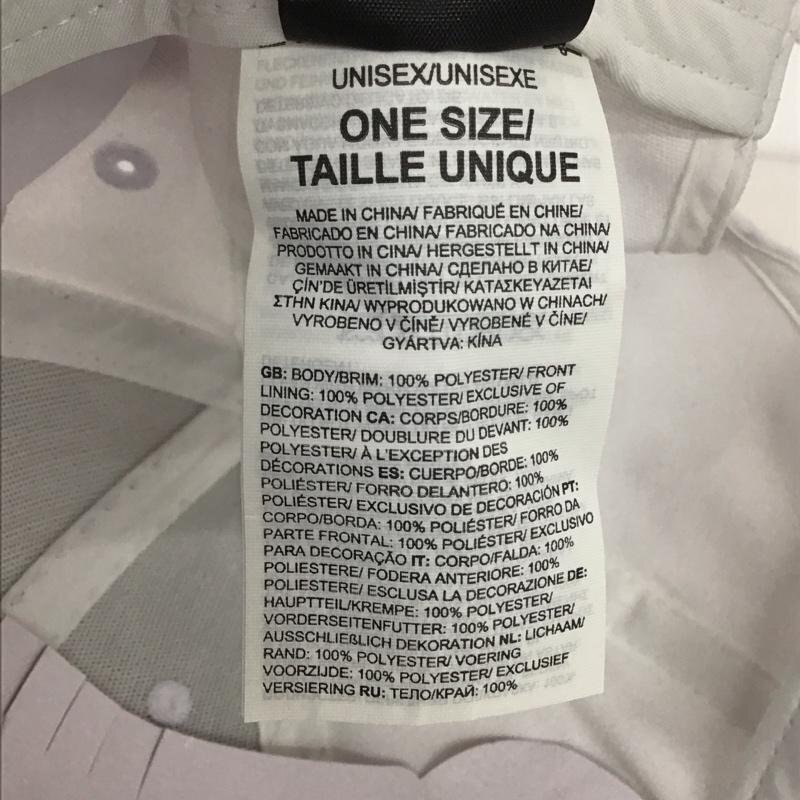 UNISEX/UNISEXE
ONE SIZE/
TAILLE UNIQUE
MADE IN CHINA/ FABRIQUÉ EN CHINE/
FABRICADO EN CHINA/ FABRICADO NA CHINA/
PRODOTTO IN CINA/ HERGESTELLT IN CHINA/
GEMAAKT IN CHINA/ СДЕЛАНО В КИТАЕ/
ÇİN'DE ÜRETİLMİŞTİR/ ΚΑΤΑΣΚΕΥΑΖΕΤΑΙ
ΣΤΗΝ ΚΙΝΑ/ WYPRODUKOWANO W CHINACH/
VYROBENO V ČÍNĚ/ VYROBENÉ V ČÍNE/
GYÁRTVA: KÍNA
GB: BODY/BRIM: 100% POLYESTER/ FRONT
LINING: 100% POLYESTER/ EXCLUSIVE OF
DECORATION CA: CORPS/BORDURE: 100%
POLYESTER/ DOUBLURE DU DEVANT: 100%
POLYESTER/ À L'EXCEPTION DES
DÉCORATIONS ES: CUERPO/BORDE: 100%
POLIÉSTER/ FORRO DELANTERO: 100%
POLIÉSTER/ EXCLUSIVO DE DECORACIÓN PT:
CORPO/BORDA: 100% POLIÉSTER/ FORRO DA
PARTE FRONTAL: 100% POLIÉSTER/ EXCLUSIVO
PARA DECORAÇÃO IT: CORPO/FALDA: 100%
POLIESTERE/ FODERA ANTERIORE: 100%
POLIESTERE/ ESCLUSA LA DECORAZIONE DE:
HAUPTTEIL/KREMPE: 100% POLYESTER/
VORDERSEITENFUTTER: 100% POLYESTER/
AUSSCHLIEßLICH DEKORATION NL: LICHAAM/
RAND: 100% POLYESTER/ VOERING
VOORZIJDE: 100% POLYESTER/ EXCLUSIEF
VERSIERING RU: ТЕЛО/КРАЙ: 100%